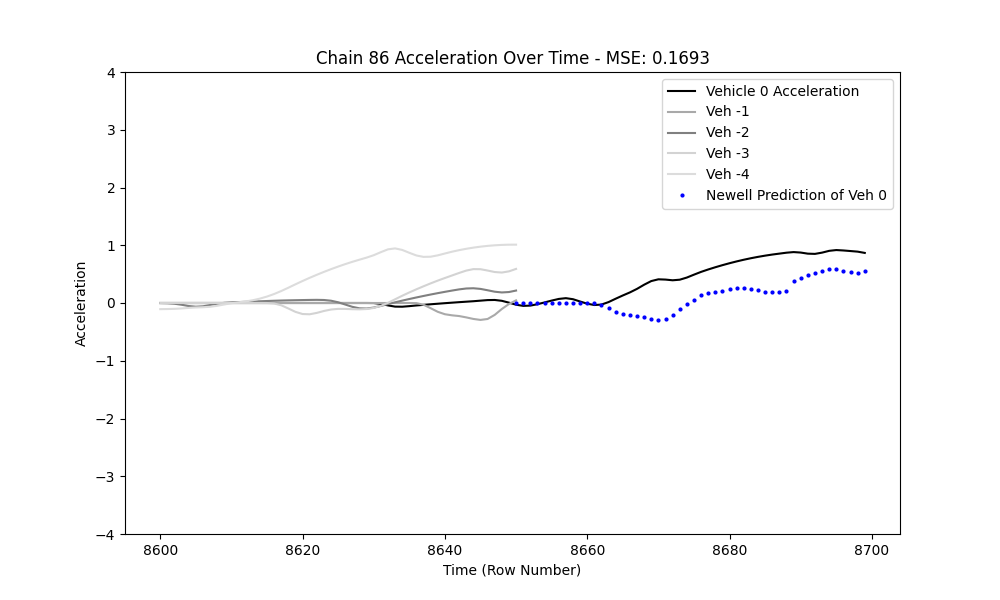 Chain 86 Acceleration Over Time - MSE: 0.1693
Vehicle 0 Acceleration
Veh -1
Veh -2
Veh -3
Veh -4
Newell Prediction of Veh 0
Acceleration
4
3
2
1
0
−1
−2
−3
−4
8600 8620 8640 8660 8680 8700
Time (Row Number)